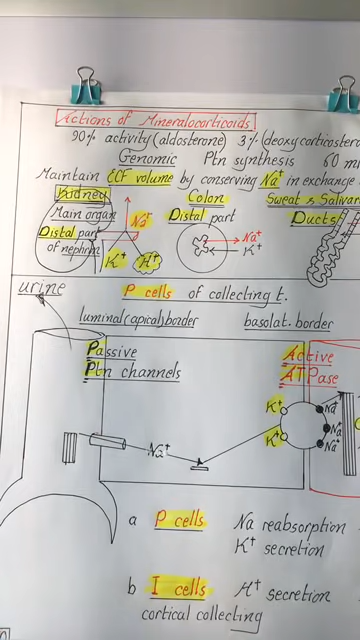 Actions of Mineralocorticoids
90% activity (aldosterone) 3% (deoxycorticostero
Genomic Ptn synthesis 60 m
Maintain ECF volume by conserving Na+ in exchange
Kidney Colon Sweat & Salivar
Main organ Distal part Ducts
Distal part
of nephron
Na+
K+ H+
Na+
K+
urine P cells of collecting t.
luminal (apical) border basolat. border
Passive Active
Ptn channels ATPase
K+ Na+
K+ Na+
Na+
Na+
a P cells Na reabsorption
K+ secretion
b I cells H+ secretion
cortical collecting